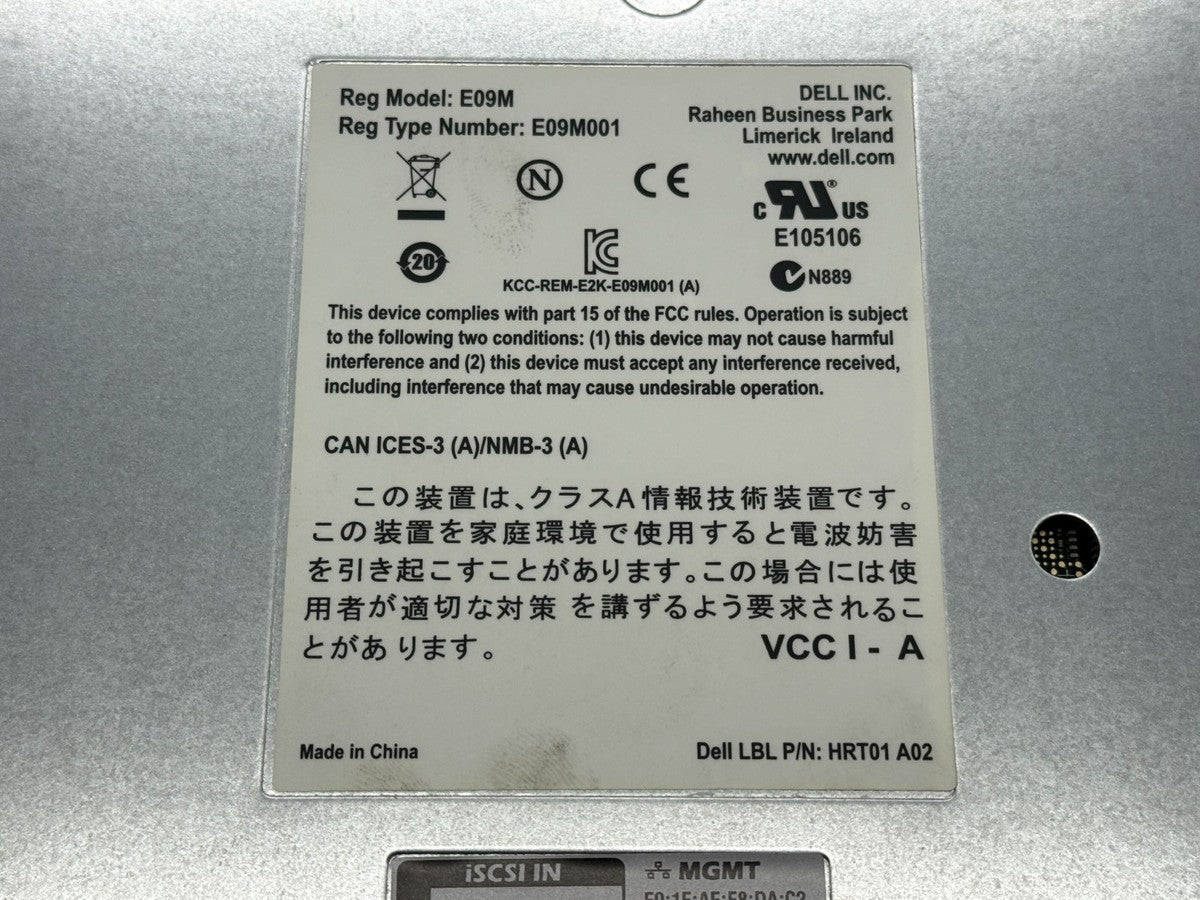 Reg Model: E09M
Reg Type Number: E09M001
DELL INC.
Raheen Business Park
Limerick Ireland
www.dell.com
N
CE
c RU ® US
E105106
20
KC
KCC-REM-E2K-E09M001 (A)
N889
This device complies with part 15 of the FCC rules. Operation is subject
to the following two conditions: (1) this device may not cause harmful
interference and (2) this device must accept any interference received,
including interference that may cause undesirable operation.
CAN ICES-3 (A)/NMB-3 (A)
この装置は、クラスA情報技術装置です。
この装置を家庭環境で使用すると電波妨害
を引き起こすことがあります。この場合には使
用者が適切な対策 を講ずるよう要求されるこ
とがあ ります。
VCC I - A
Made in China
Dell LBL P/N: HRT01 A02
iSCSI IN
MGMT